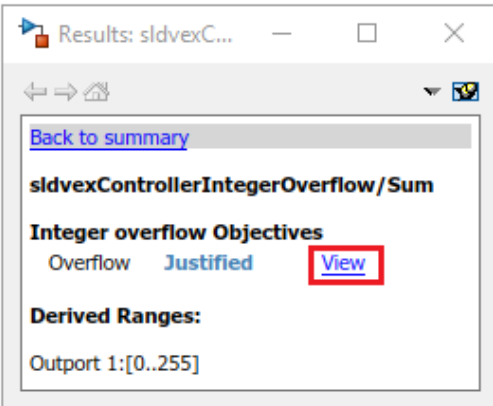 Results: sldvexC...
Back to summary
sldvexControllerIntegerOverflow/Sum
Integer overflow Objectives
Overflow Justified View
Derived Ranges:
Outport 1:[0..255]